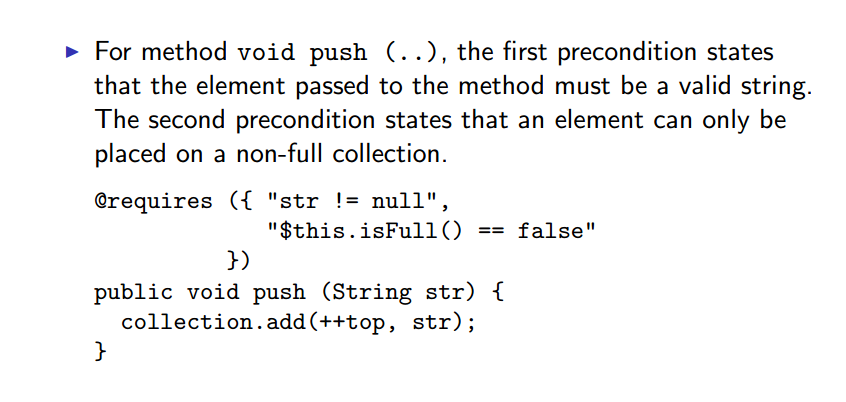 ▶ For method void push (..), the first precondition states
that the element passed to the method must be a valid string.
The second precondition states that an element can only be
placed on a non-full collection.
@requires ({ "str != null",
"$this.isFull() == false"
})
public void push (String str) {
collection.add(++top, str);
}